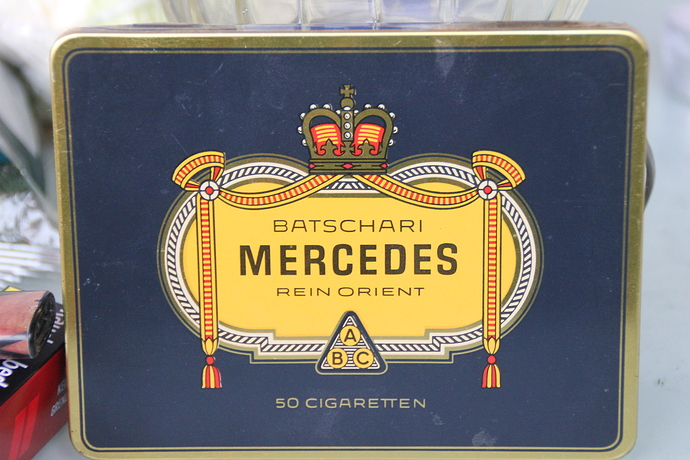 BATSCHARI
MERCEDES
REIN ORIENT
A
B C
50 CIGARETTEN